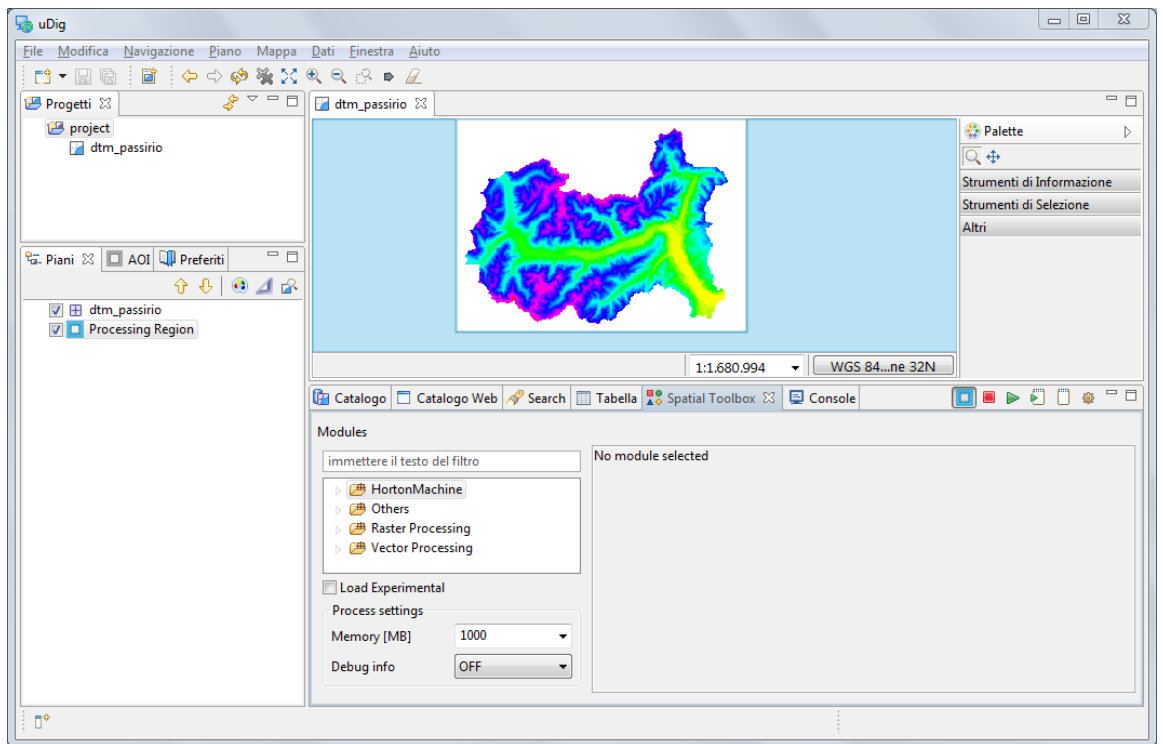 uDig
File Modifica Navigazione Piano Mappa Dati Finestra Aiuto
Progetti
project
dtm_passirio
Piani AOI Preferiti
dtm_passirio
Processing Region
dtm_passirio
Palette
Strumenti di Informazione
Strumenti di Selezione
Altri
1:1.680.994 WGS 84...ne 32N
Catalogo Catalogo Web Search Tabella Spatial Toolbox Console
Modules
immettere il testo del filtro
HortonMachine
Others
Raster Processing
Vector Processing
Load Experimental
Process settings
Memory [MB] 1000
Debug info OFF
No module selected